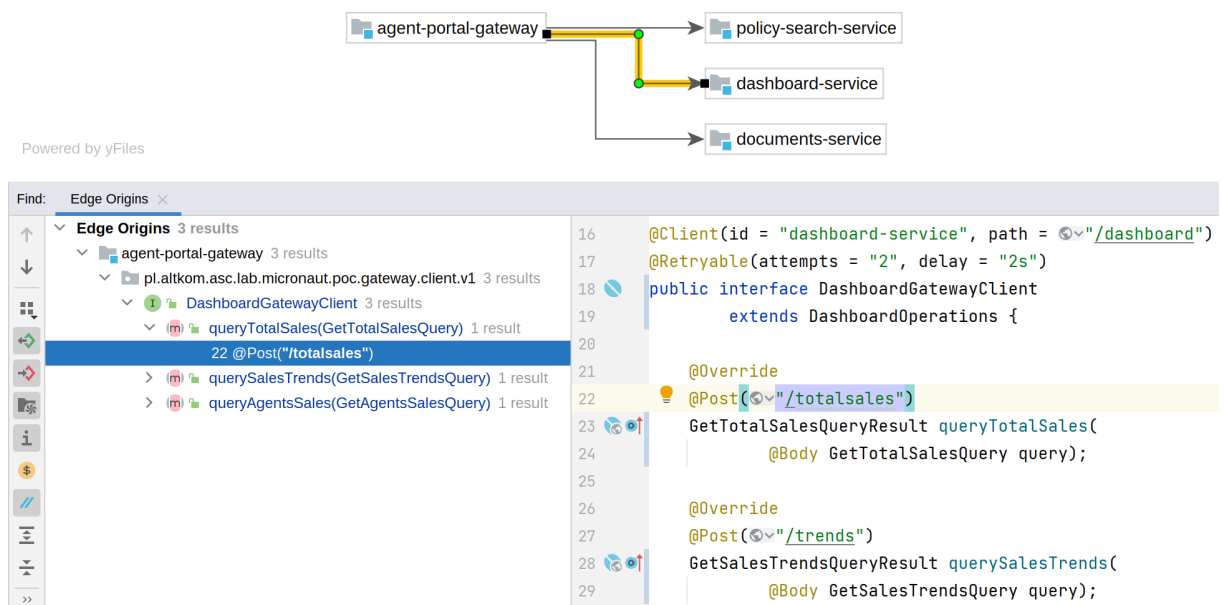 agent-portal-gateway
policy-search-service
dashboard-service
documents-service
Powered by yFiles
Find: Edge Origins
Edge Origins 3 results
agent-portal-gateway 3 results
pl.altkom.asc.lab.micronaut.poc.gateway.client.v1 3 results
DashboardGatewayClient 3 results
queryTotalSales(GetTotalSalesQuery) 1 result
22 @Post("/totalsales")
querySalesTrends(GetSalesTrendsQuery) 1 result
queryAgentsSales(GetAgentsSalesQuery) 1 result
16 @Client(id = "dashboard-service", path = "/dashboard")
17 @Retryable(attempts = "2", delay = "2s")
18 public interface DashboardGatewayClient
19 extends DashboardOperations {
20
21 @Override
22 @Post("/totalsales")
23 GetTotalSalesQueryResult queryTotalSales(
24 @Body GetTotalSalesQuery query);
25
26 @Override
27 @Post("/trends")
28 GetSalesTrendsQueryResult querySalesTrends(
29 @Body GetSalesTrendsQuery query);